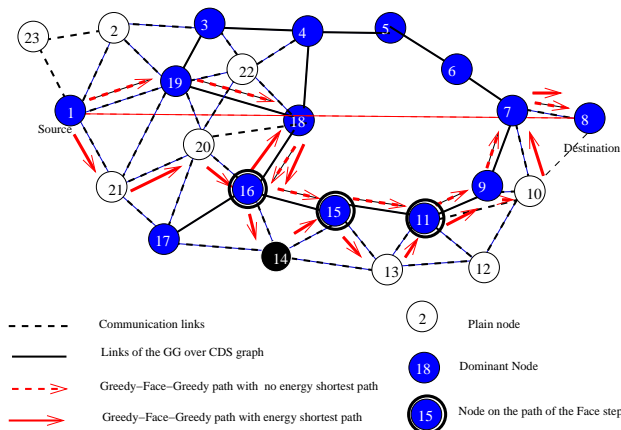 23
2
3
4
5
6
7
8
19
22
18
1
Source
20
Destination
21
16
15
11
9
10
17
14
13
12
Communication links
Links of the GG over CDS graph
Greedy–Face–Greedy path with no energy shortest path
Greedy–Face–Greedy path with energy shortest path
2
Plain node
18
Dominant Node
15
Node on the path of the Face step